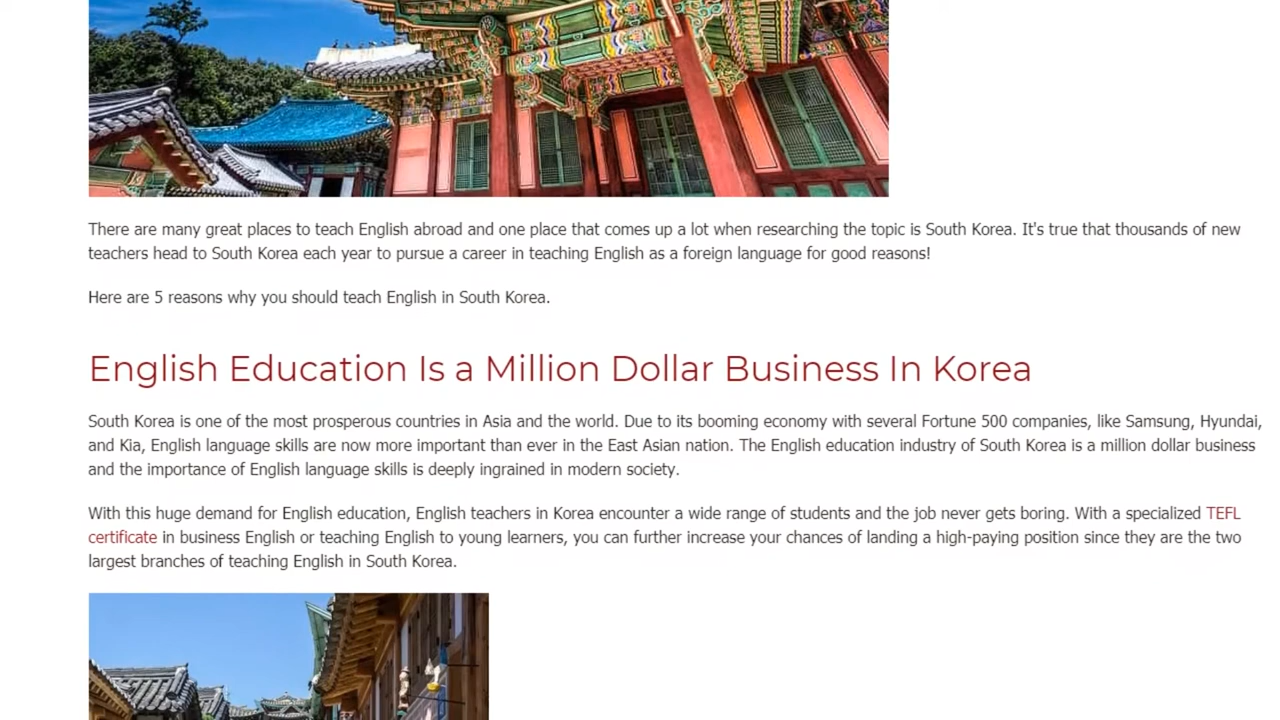 There are many great places to teach English abroad and one place that comes up a lot when researching the topic is South Korea. It's true that thousands of new
teachers head to South Korea each year to pursue a career in teaching English as a foreign language for good reasons!
Here are 5 reasons why you should teach English in South Korea.
English Education Is a Million Dollar Business In Korea
South Korea is one of the most prosperous countries in Asia and the world. Due to its booming economy with several Fortune 500 companies, like Samsung, Hyundai,
and Kia, English language skills are now more important than ever in the East Asian nation. The English education industry of South Korea is a million dollar business
and the importance of English language skills is deeply ingrained in modern society.
With this huge demand for English education, English teachers in Korea encounter a wide range of students and the job never gets boring. With a specialized TEFL
certificate in business English or teaching English to young learners, you can further increase your chances of landing a high-paying position since they are the two
largest branches of teaching English in South Korea.